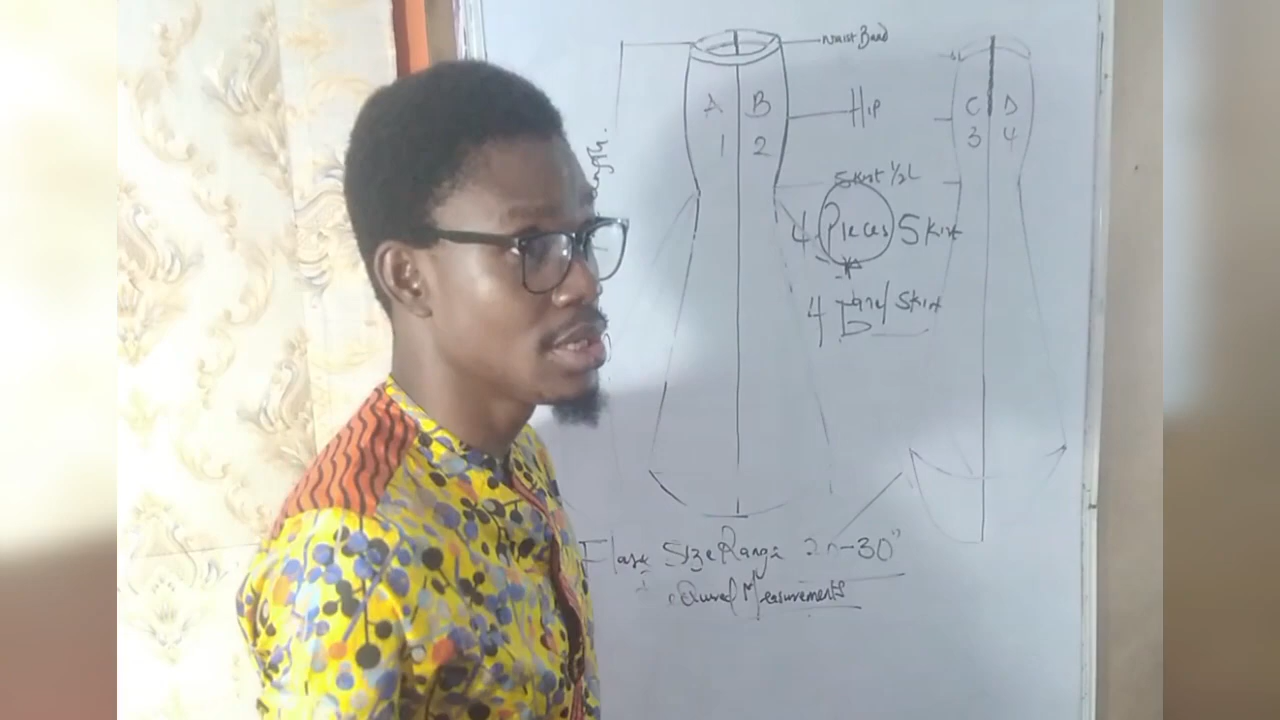 Waist Band
A B
C D
Hip
1 2
3 4
Skirt 1/2 L
4 Pieces Skirt
4 Panel Skirt
Flare Size Range 20-30"
Measurements